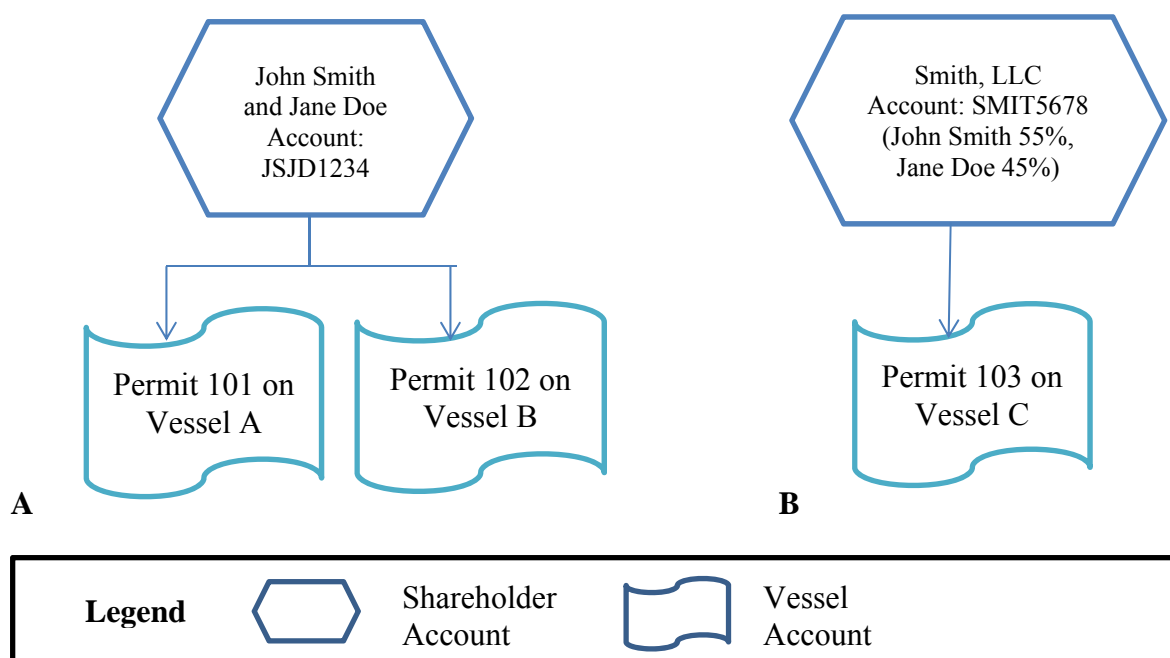 John Smith
and Jane Doe
Account:
JSJD1234
Smith, LLC
Account: SMIT5678
(John Smith 55%,
Jane Doe 45%)
Permit 101 on
Vessel A
Permit 102 on
Vessel B
Permit 103 on
Vessel C
A
B
Legend
Shareholder
Account
Vessel
Account